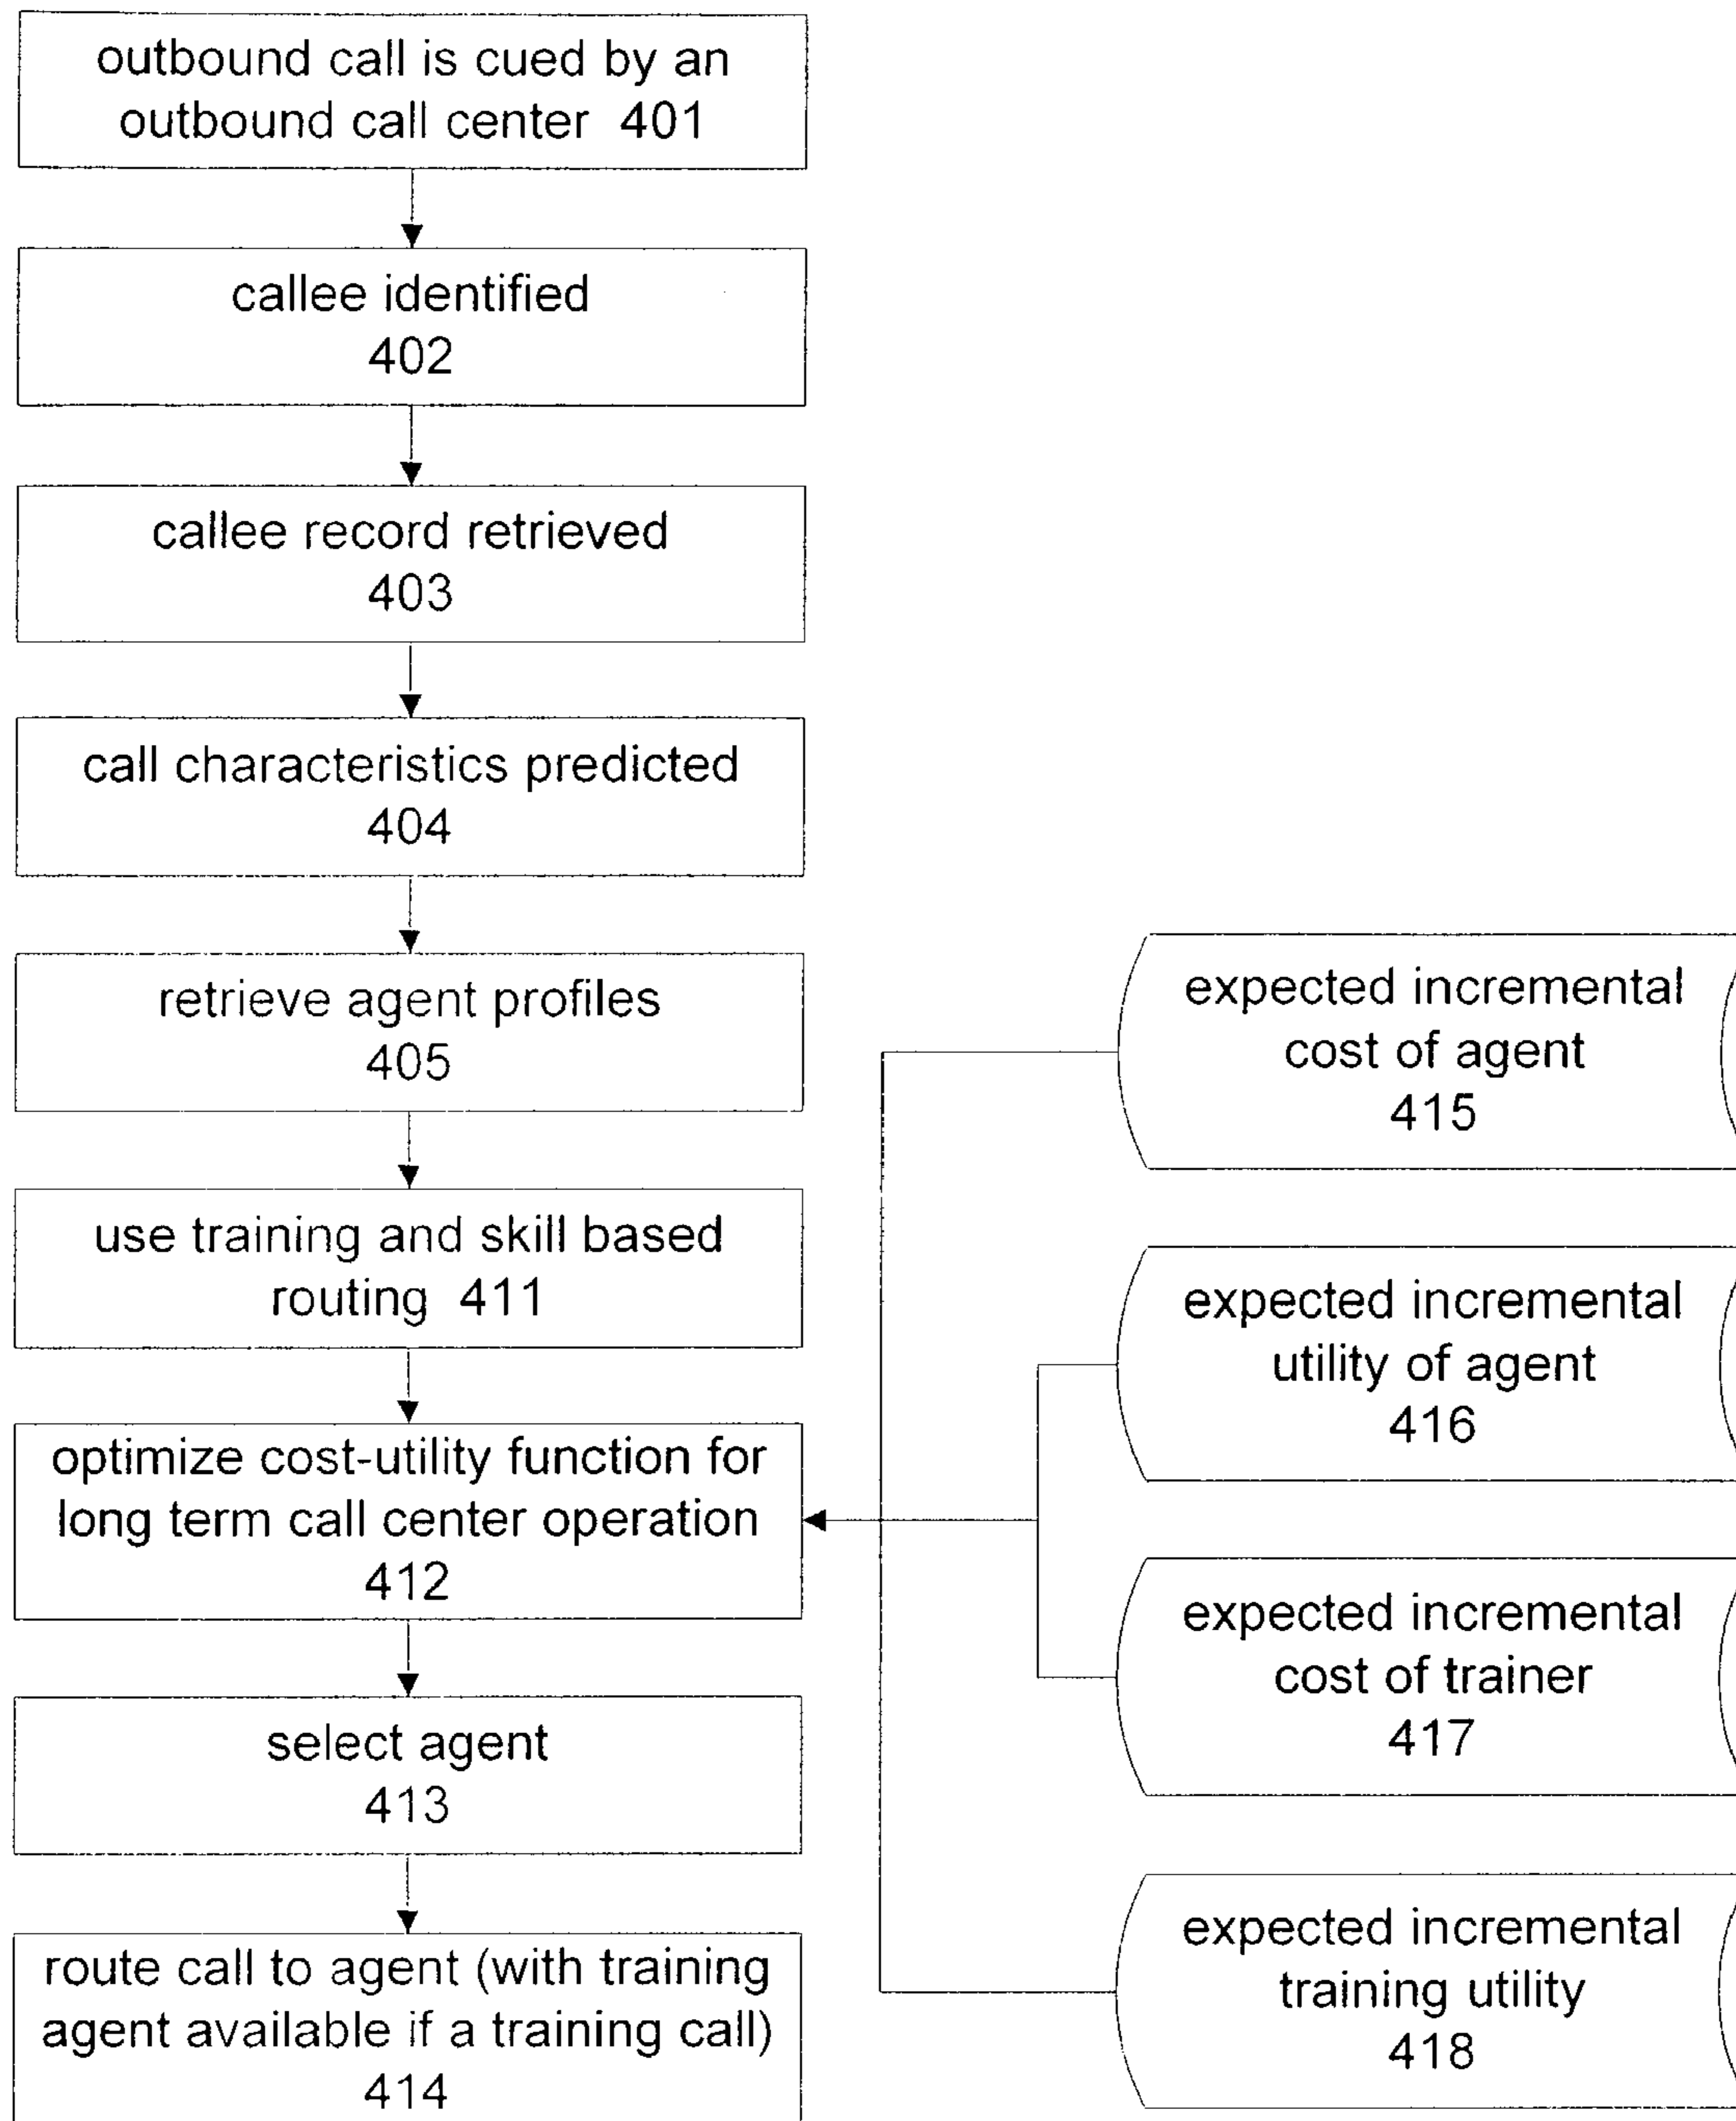 outbound call is cued by an
outbound call center 401
callee identified
402
callee record retrieved
403
call characteristics predicted
404
retrieve agent profiles
405
use training and skill based
routing 411
optimize cost-utility function for
long term call center operation
412
select agent
413
route call to agent (with training
agent available if a training call)
414
expected incremental
cost of agent
415
expected incremental
utility of agent
416
expected incremental
cost of trainer
417
expected incremental
training utility
418